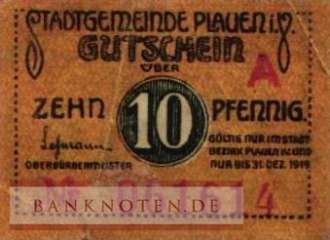 STADTGEMEINDE PLAUEN i.V.
GUTSCHEIN
ÜBER
A
ZEHN 10 PFENNIG.
OBERBÜRGERMEISTER
GÜLTIG NUR IM STADT
BEZIRK PLAUEN IV. UND
NUR BIS 31. DEZ. 1919
4
BANKNOTEN.DE